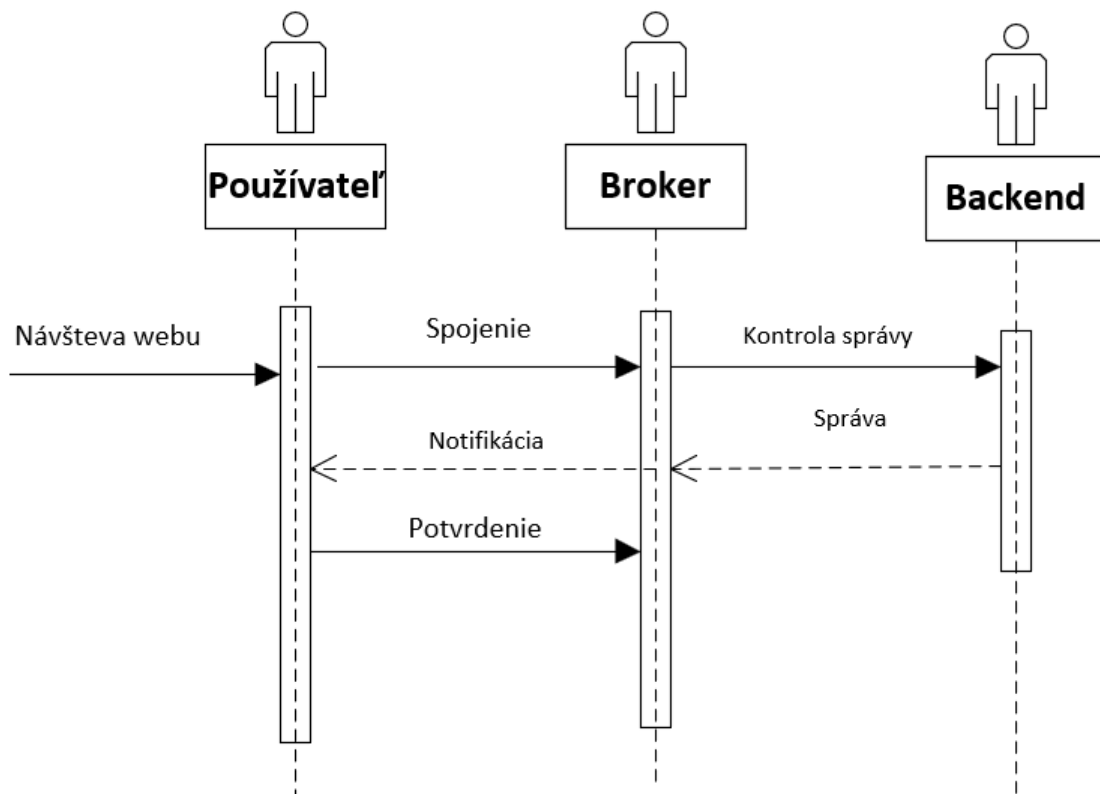 Používateľ
Broker
Backend
Návšteva webu
Spojenie
Kontrola správy
Správa
Notifikácia
Potvrdenie